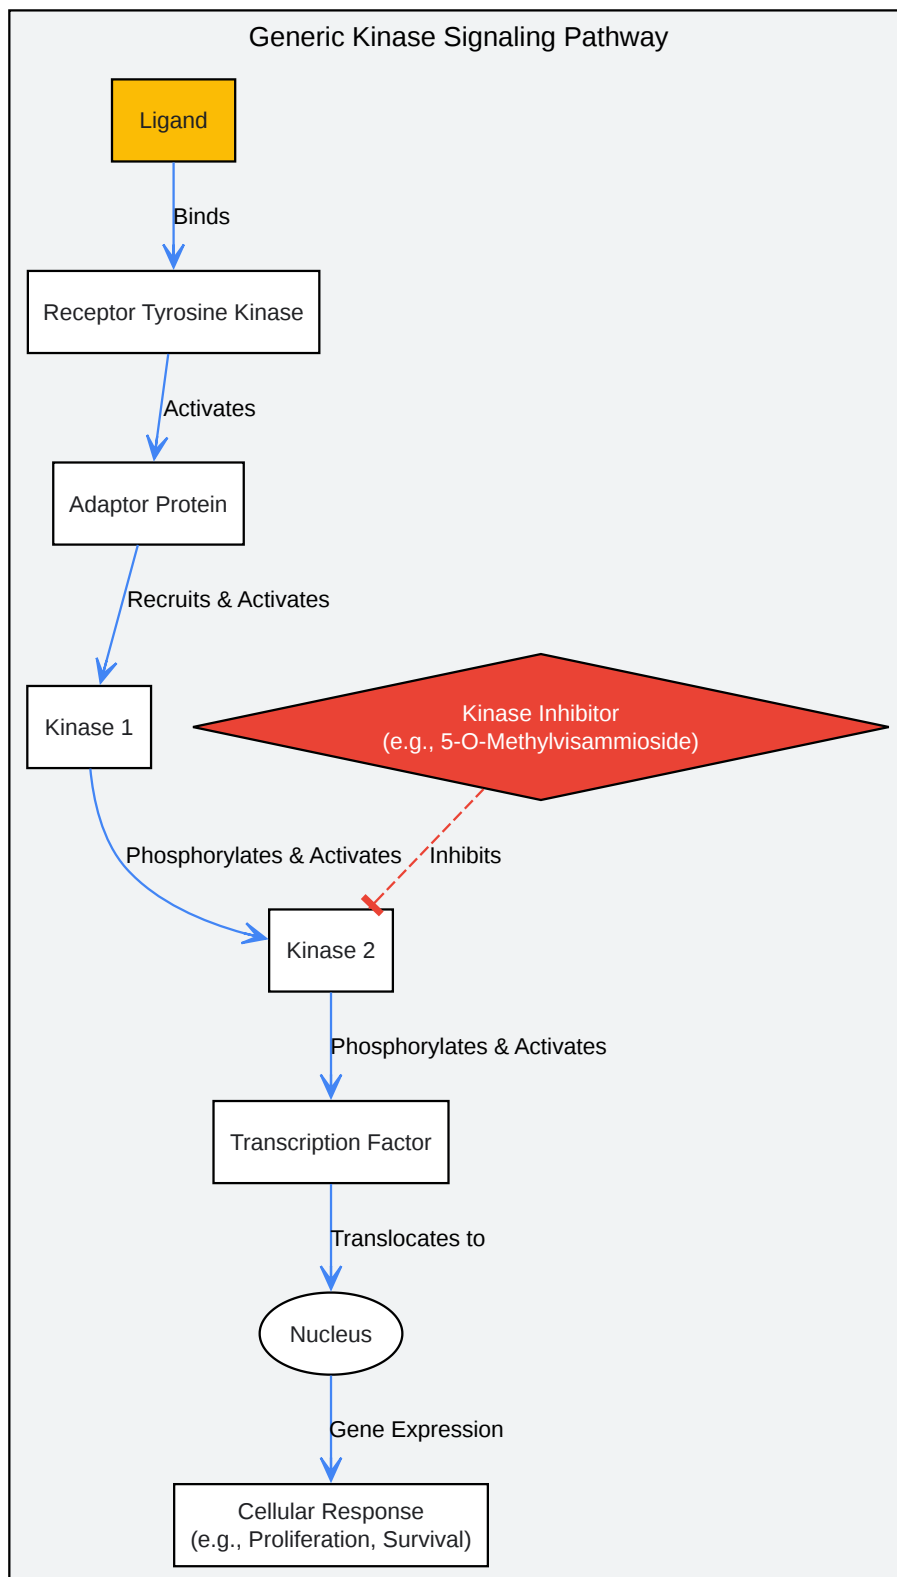 Generic Kinase Signaling Pathway
Ligand
Binds
Receptor Tyrosine Kinase
Activates
Adaptor Protein
Recruits & Activates
Kinase 1
Kinase Inhibitor
(e.g., 5-O-Methylvisammioside)
Phosphorylates & Activates
Inhibits
Kinase 2
Phosphorylates & Activates
Transcription Factor
Translocates to
Nucleus
Gene Expression
Cellular Response
(e.g., Proliferation, Survival)